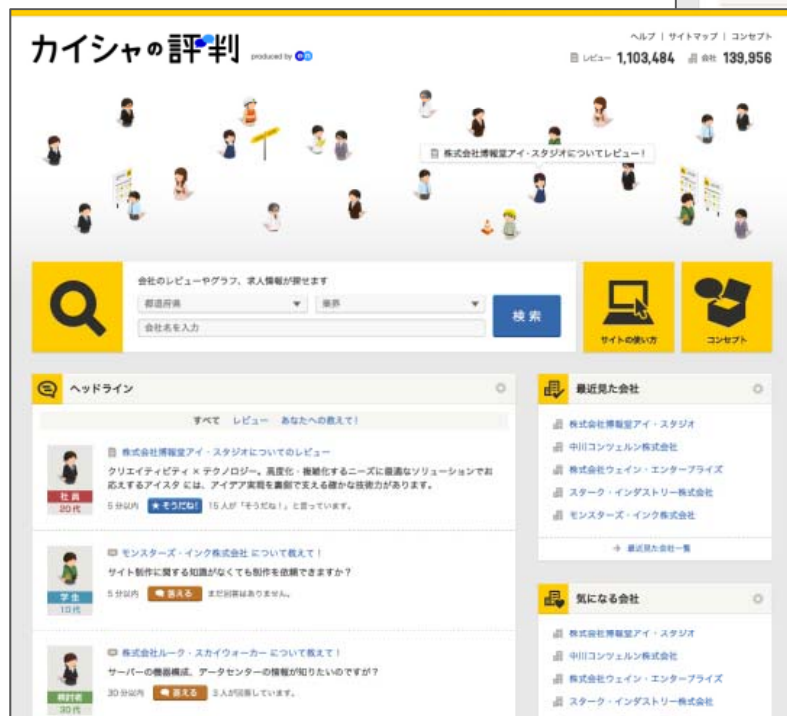 カイシャの評判 produced by en
ヘルプ | サイトマップ | コンセプト
レビュー 1,103,484 会社 139,956
株式会社博報堂アイ・スタジオについてレビュー!
会社のレビューやグラフ、求人情報が探せます
都道府県 ▼ 業界 ▼
会社名を入力
検索
サイトの使い方
コンセプト
ヘッドライン
すべて レビュー あなたへの教えて!
社員
20代
株式会社博報堂アイ・スタジオについてのレビュー
クリエイティビティ × テクノロジー。高度化・複雑化するニーズに最適なソリューションでお
応えするアイスタ には、アイデア実現を裏側で支える確かな技術力があります。
5分以内 ★そうだね! 15人が「そうだね!」と言っています。
学生
10代
モンスターズ・インク株式会社 について教えて!
サイト制作に関する知識がなくても制作を依頼できますか?
5分以内 答える まだ回答はありません。
検討者
30代
株式会社ルーク・スカイウォーカー について教えて!
サーバーの機器構成、データセンターの情報が知りたいのですが?
30分以内 答える 3人が回答しています。
最近見た会社
株式会社博報堂アイ・スタジオ
中川コンツェルン株式会社
株式会社ウェイン・エンタープライズ
スターク・インダストリー株式会社
モンスターズ・インク株式会社
→ 最近見た会社一覧
気になる会社
株式会社博報堂アイ・スタジオ
中川コンツェルン株式会社
株式会社ウェイン・エンタープライズ
スターク・インダストリー株式会社